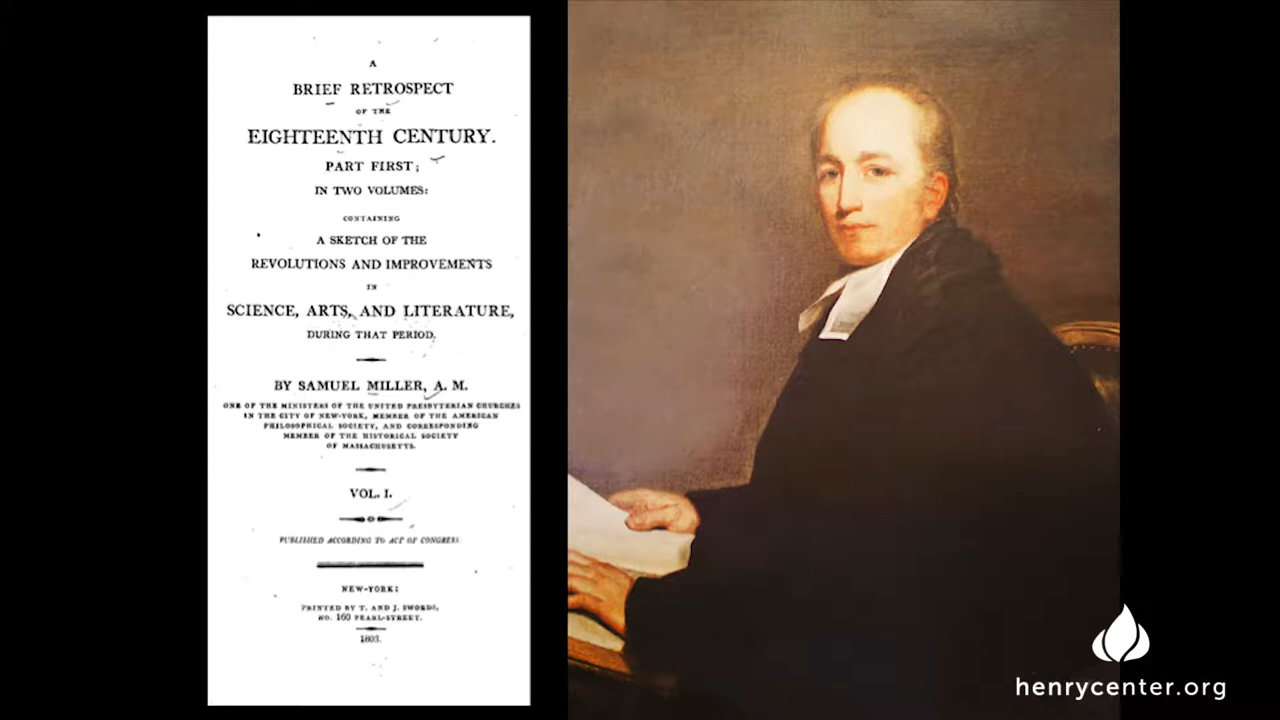 A
BRIEF RETROSPECT
OF THE
EIGHTEENTH CENTURY.
PART FIRST;
IN TWO VOLUMES:
CONTAINING
A SKETCH OF THE
REVOLUTIONS AND IMPROVEMENTS
IN
SCIENCE, ARTS, AND LITERATURE,
DURING THAT PERIOD.
BY SAMUEL MILLER, A. M.
ONE OF THE MINISTERS OF THE UNITED PRESBYTERIAN CHURCHES
IN THE CITY OF NEW-YORK, MEMBER OF THE AMERICAN
PHILOSOPHICAL SOCIETY, AND CORRESPONDING
MEMBER OF THE HISTORICAL SOCIETY
OF MASSACHUSETTS.
VOL. I.
PUBLISHED ACCORDING TO ACT OF CONGRESS.
NEW-YORK:
PRINTED BY T. AND J. SWORDS,
NO. 160 PEARL-STREET.
1803.
henrycenter.org